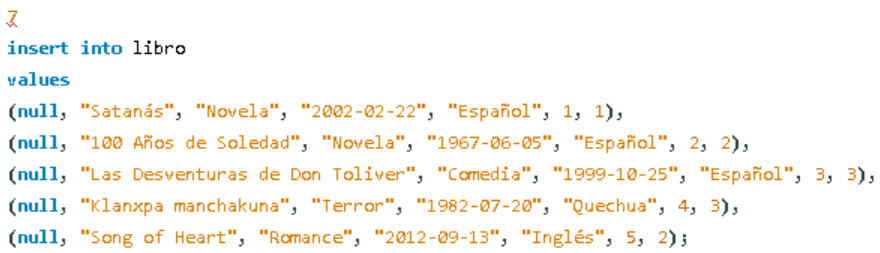 7
insert into libro
values
(null, "Satanás", "Novela", "2002-02-22", "Español", 1, 1),
(null, "100 Años de Soledad", "Novela", "1967-06-05", "Español", 2, 2),
(null, "Las Desventuras de Don Toliver", "Comedia", "1999-10-25", "Español", 3, 3),
(null, "Klanxpa manchakuna", "Terror", "1982-07-20", "Quechua", 4, 3),
(null, "Song of Heart", "Romance", "2012-09-13", "Inglés", 5, 2);